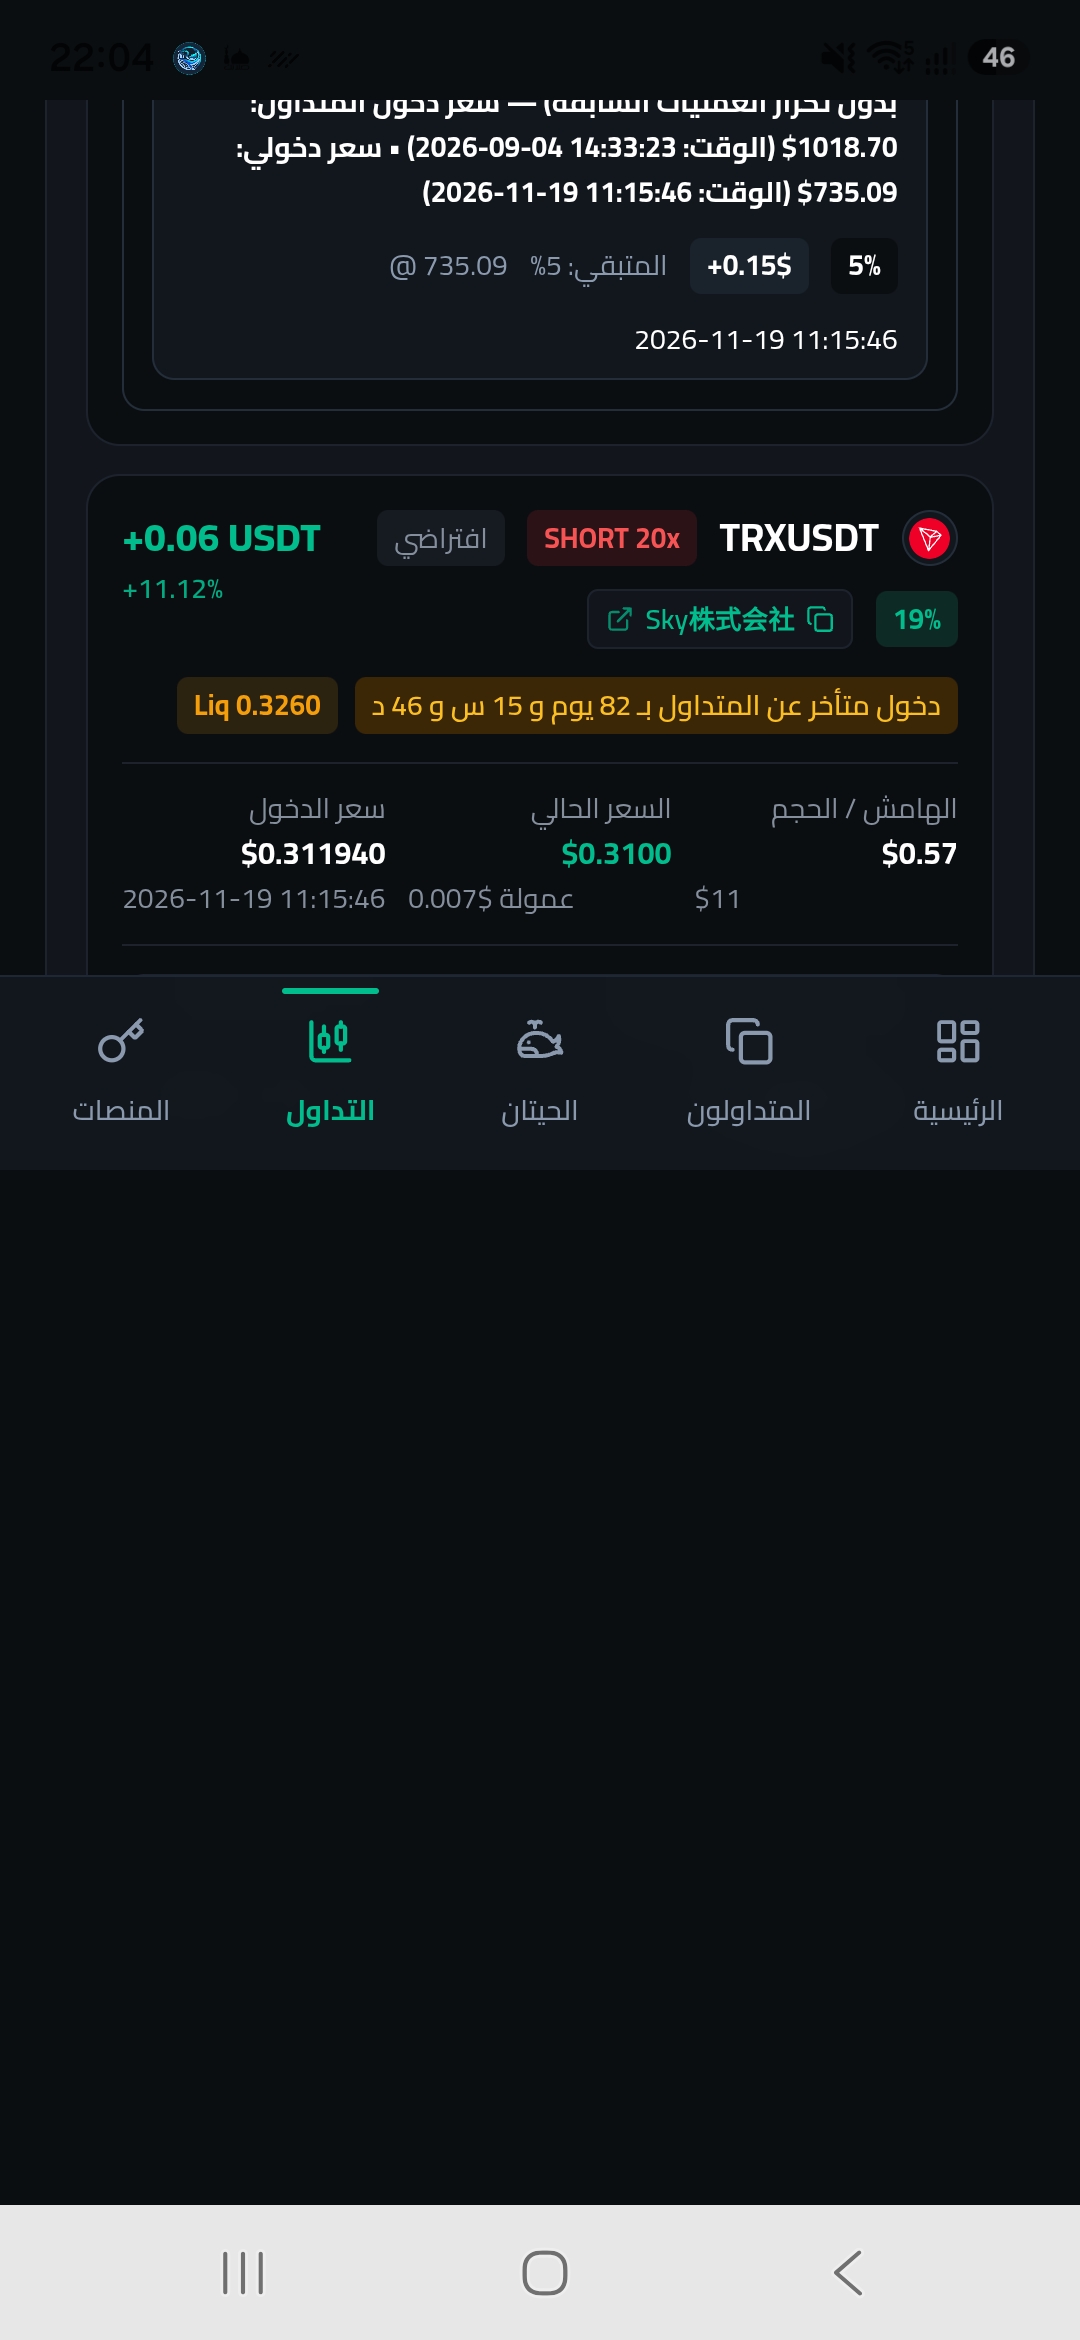 22:04
46
بدون تكرار العمليات السابقة) — سعر دخول المتداول:
$1018.70 (الوقت: 2026-09-04 14:33:23) • سعر دخولي:
$735.09 (الوقت: 2026-11-19 11:15:46)
5% +0.15$ المتبقي: 5% @ 735.09
2026-11-19 11:15:46
TRXUSDT SHORT 20x افتراضي +0.06 USDT
+11.12%
19% Sky株式会社
دخول متأخر عن المتداول بـ 82 يوم و 15 س و 46 د Liq 0.3260
الهامش / الحجم السعر الحالي سعر الدخول
$0.57 $0.3100 $0.311940
$11 عمولة $0.007 2026-11-19 11:15:46
الرئيسية المتداولون الحيتان التداول المنصات